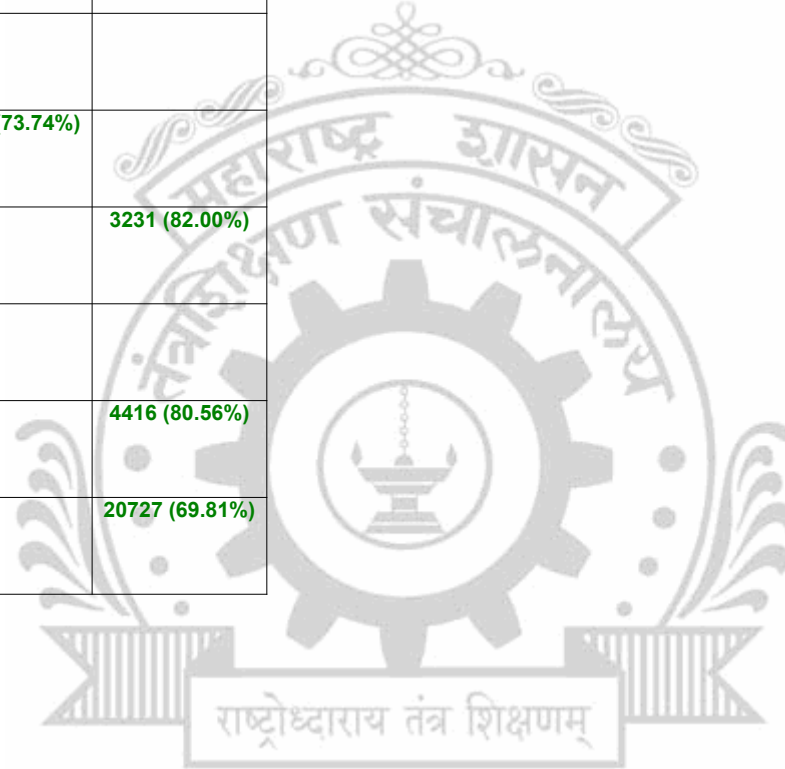 महाराष्ट्र शासन
73.74%)
तंत्रशिक्षण संचालनालय
3231 (82.00%)
4416 (80.56%)
20727 (69.81%)
राष्ट्रोध्दाराय तंत्र शिक्षणम्